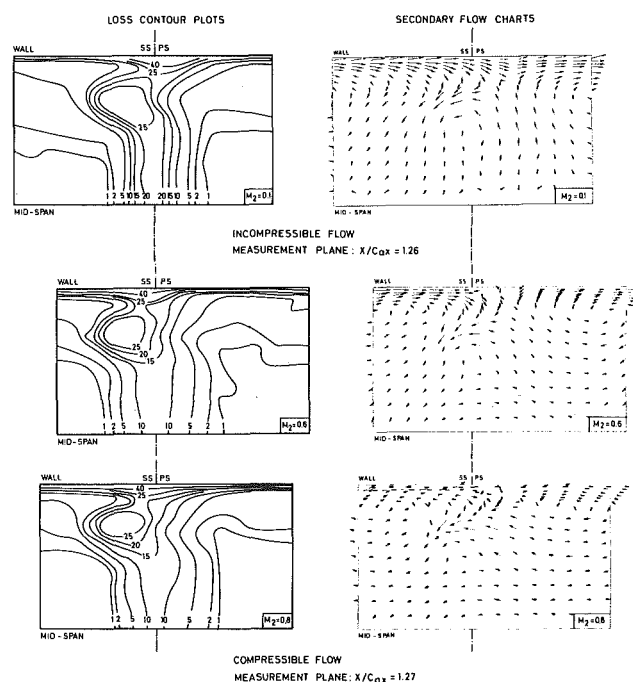 LOSS CONTOUR PLOTS
SECONDARY FLOW CHARTS
WALL SS PS
40
25
25
1 2 5 10 15 20 20 15 10 5 2 1
M2=0.1
MID-SPAN
WALL SS PS
M2=0.1
MID-SPAN
INCOMPRESSIBLE FLOW
MEASUREMENT PLANE: X/Cax = 1.26
WALL SS PS
40
25
25
20
15
1 2 5 10 10 5 2 1
M2=0.6
MID-SPAN
WALL SS PS
M2=0.6
MID-SPAN
WALL SS PS
40
25
25
20
15
1 2 5 10 10 5 2 1
M2=0.8
MID-SPAN
WALL SS PS
M2=0.8
MID-SPAN
COMPRESSIBLE FLOW
MEASUREMENT PLANE: X/Cax = 1.27